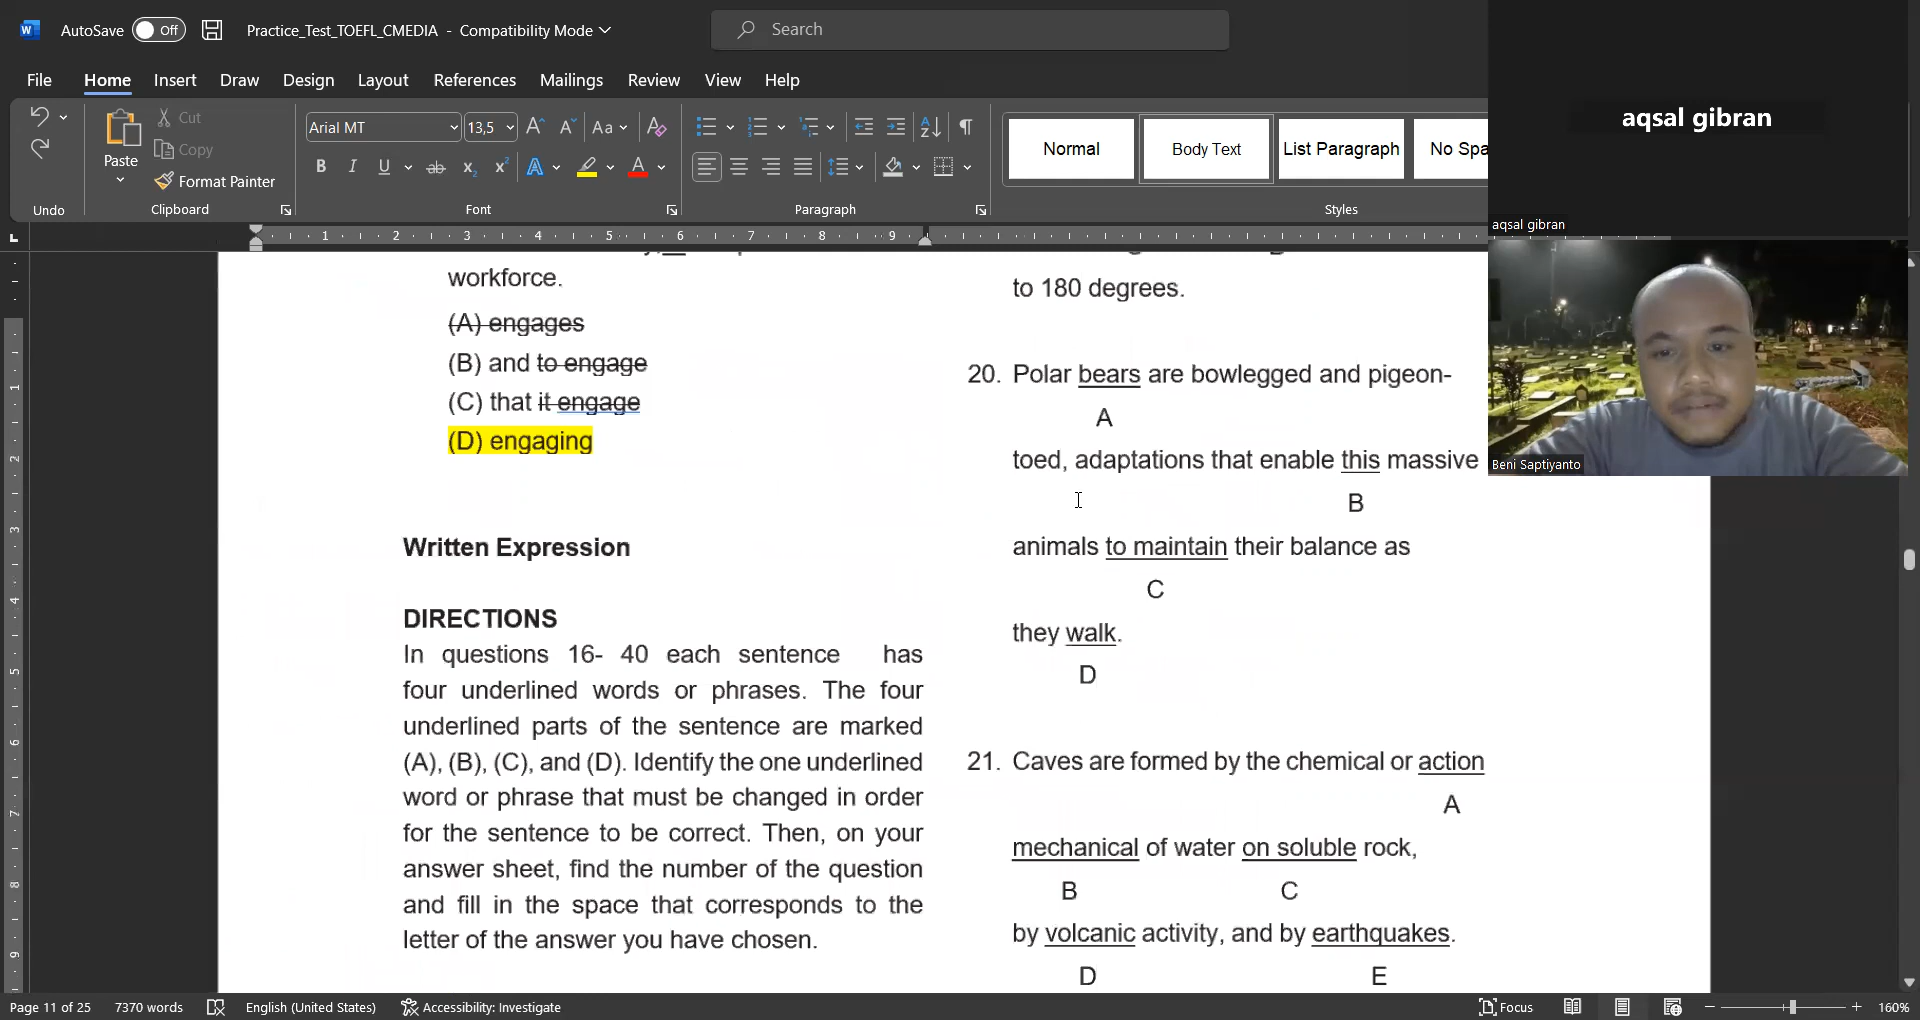 AutoSave Off Practice_Test_TOEFL_CMEDIA - Compatibility Mode
Search
aqsal gibran
File Home Insert Draw Design Layout References Mailings Review View Help
Arial MT 13,5
Cut
Copy
Format Painter
Paste
Normal Body Text List Paragraph No Spa
Undo Clipboard Font Paragraph Styles
aqsal gibran
Beni Saptiyanto
workforce.
(A) engages
(B) and to engage
(C) that it engage
(D) engaging
Written Expression
DIRECTIONS
In questions 16- 40 each sentence has
four underlined words or phrases. The four
underlined parts of the sentence are marked
(A), (B), (C), and (D). Identify the one underlined
word or phrase that must be changed in order
for the sentence to be correct. Then, on your
answer sheet, find the number of the question
and fill in the space that corresponds to the
letter of the answer you have chosen.
to 180 degrees.
20. Polar bears are bowlegged and pigeon-
A
toed, adaptations that enable this massive
B
animals to maintain their balance as
C
they walk.
D
21. Caves are formed by the chemical or action
A
mechanical of water on soluble rock,
B C
by volcanic activity, and by earthquakes.
D E
Page 11 of 25 7370 words English (United States) Accessibility: Investigate Focus 160%